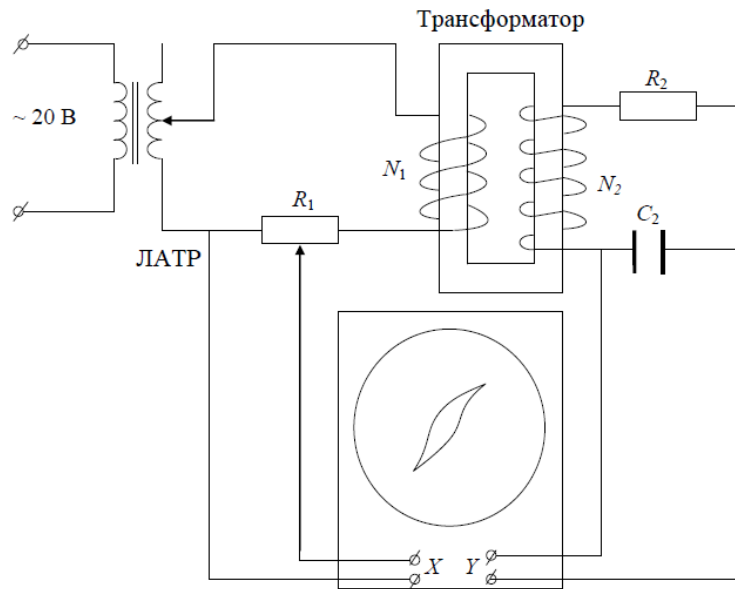 Трансформатор
~ 20 В
R₂
N₁
N₂
R₁
C₂
ЛАТР
X Y